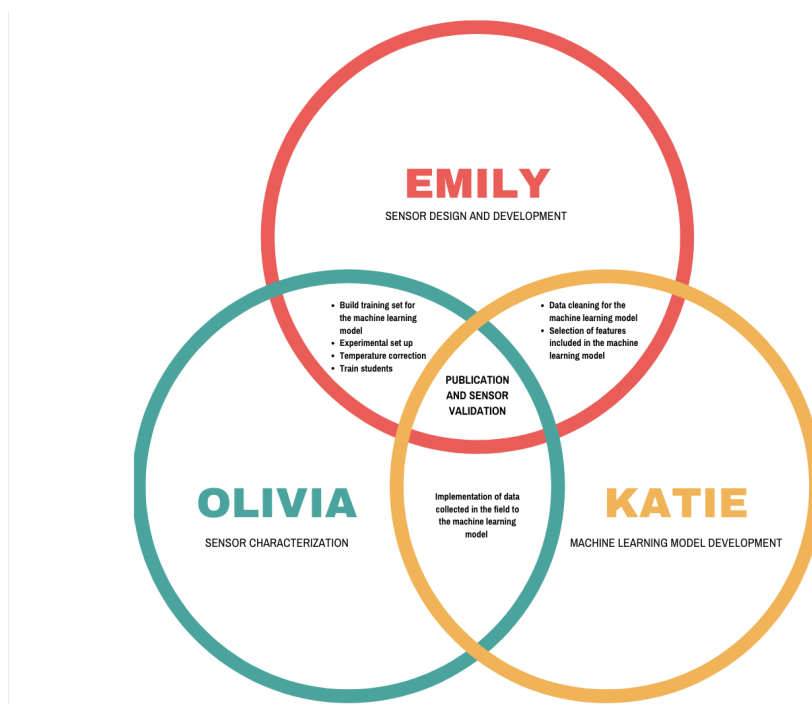 EMILY
SENSOR DESIGN AND DEVELOPMENT
• Build training set for
the machine learning
model
• Experimental set up
• Temperature correction
• Train students
• Data cleaning for the
machine learning model
• Selection of features
included in the machine
learning model
PUBLICATION
AND SENSOR
VALIDATION
OLIVIA
SENSOR CHARACTERIZATION
Implementation of data
collected in the field to
the machine learning
model
KATIE
MACHINE LEARNING MODEL DEVELOPMENT